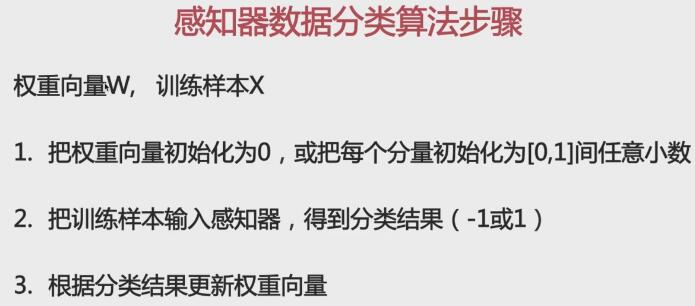 感知器数据分类算法步骤
权重向量W, 训练样本X
1. 把权重向量初始化为0，或把每个分量初始化为[0,1]间任意小数
2. 把训练样本输入感知器，得到分类结果（-1或1）
3. 根据分类结果更新权重向量